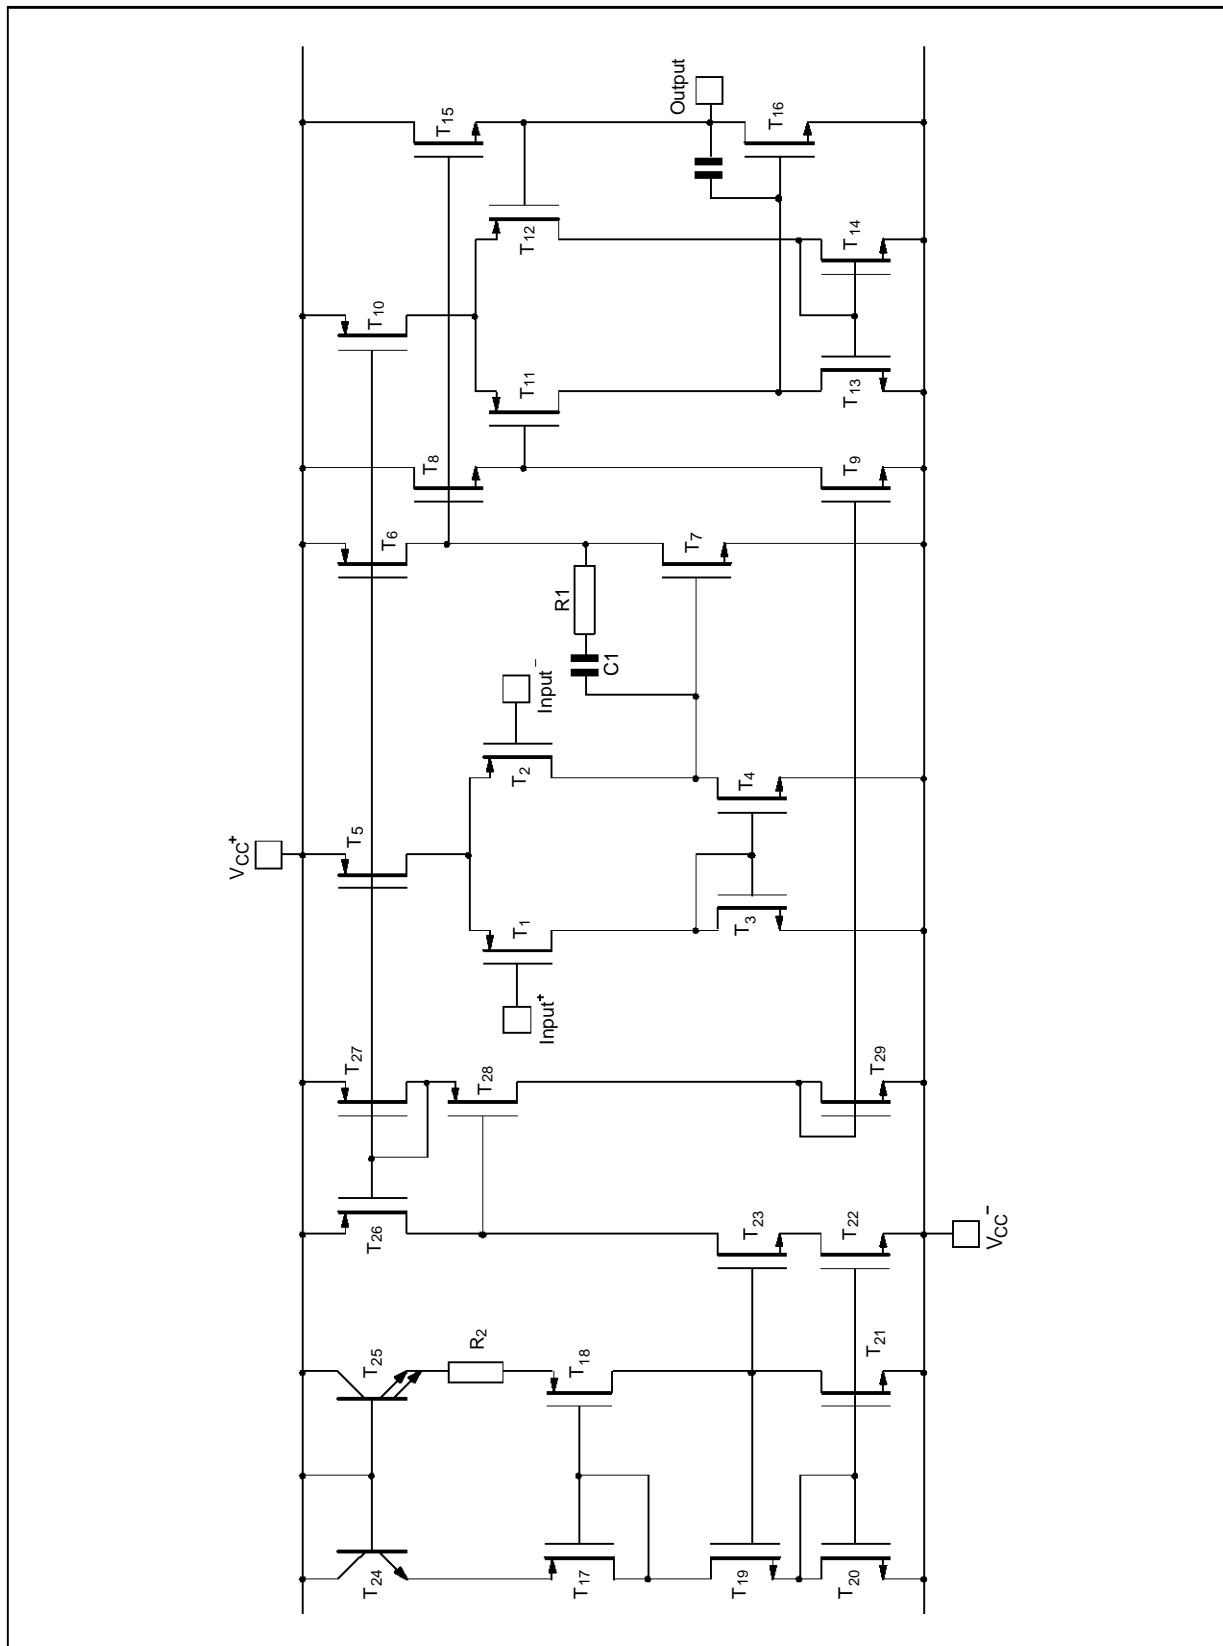 Output
T15
T16
T12
T14
T10
T11
T13
T8
T9
T6
T7
R1
C1
Input-
T2
T4
VCC+
T5
T1
T3
Input+
T27
T28
T29
T26
T23
T22
VCC-
T25
R2
T18
T21
T24
T17
T19
T20